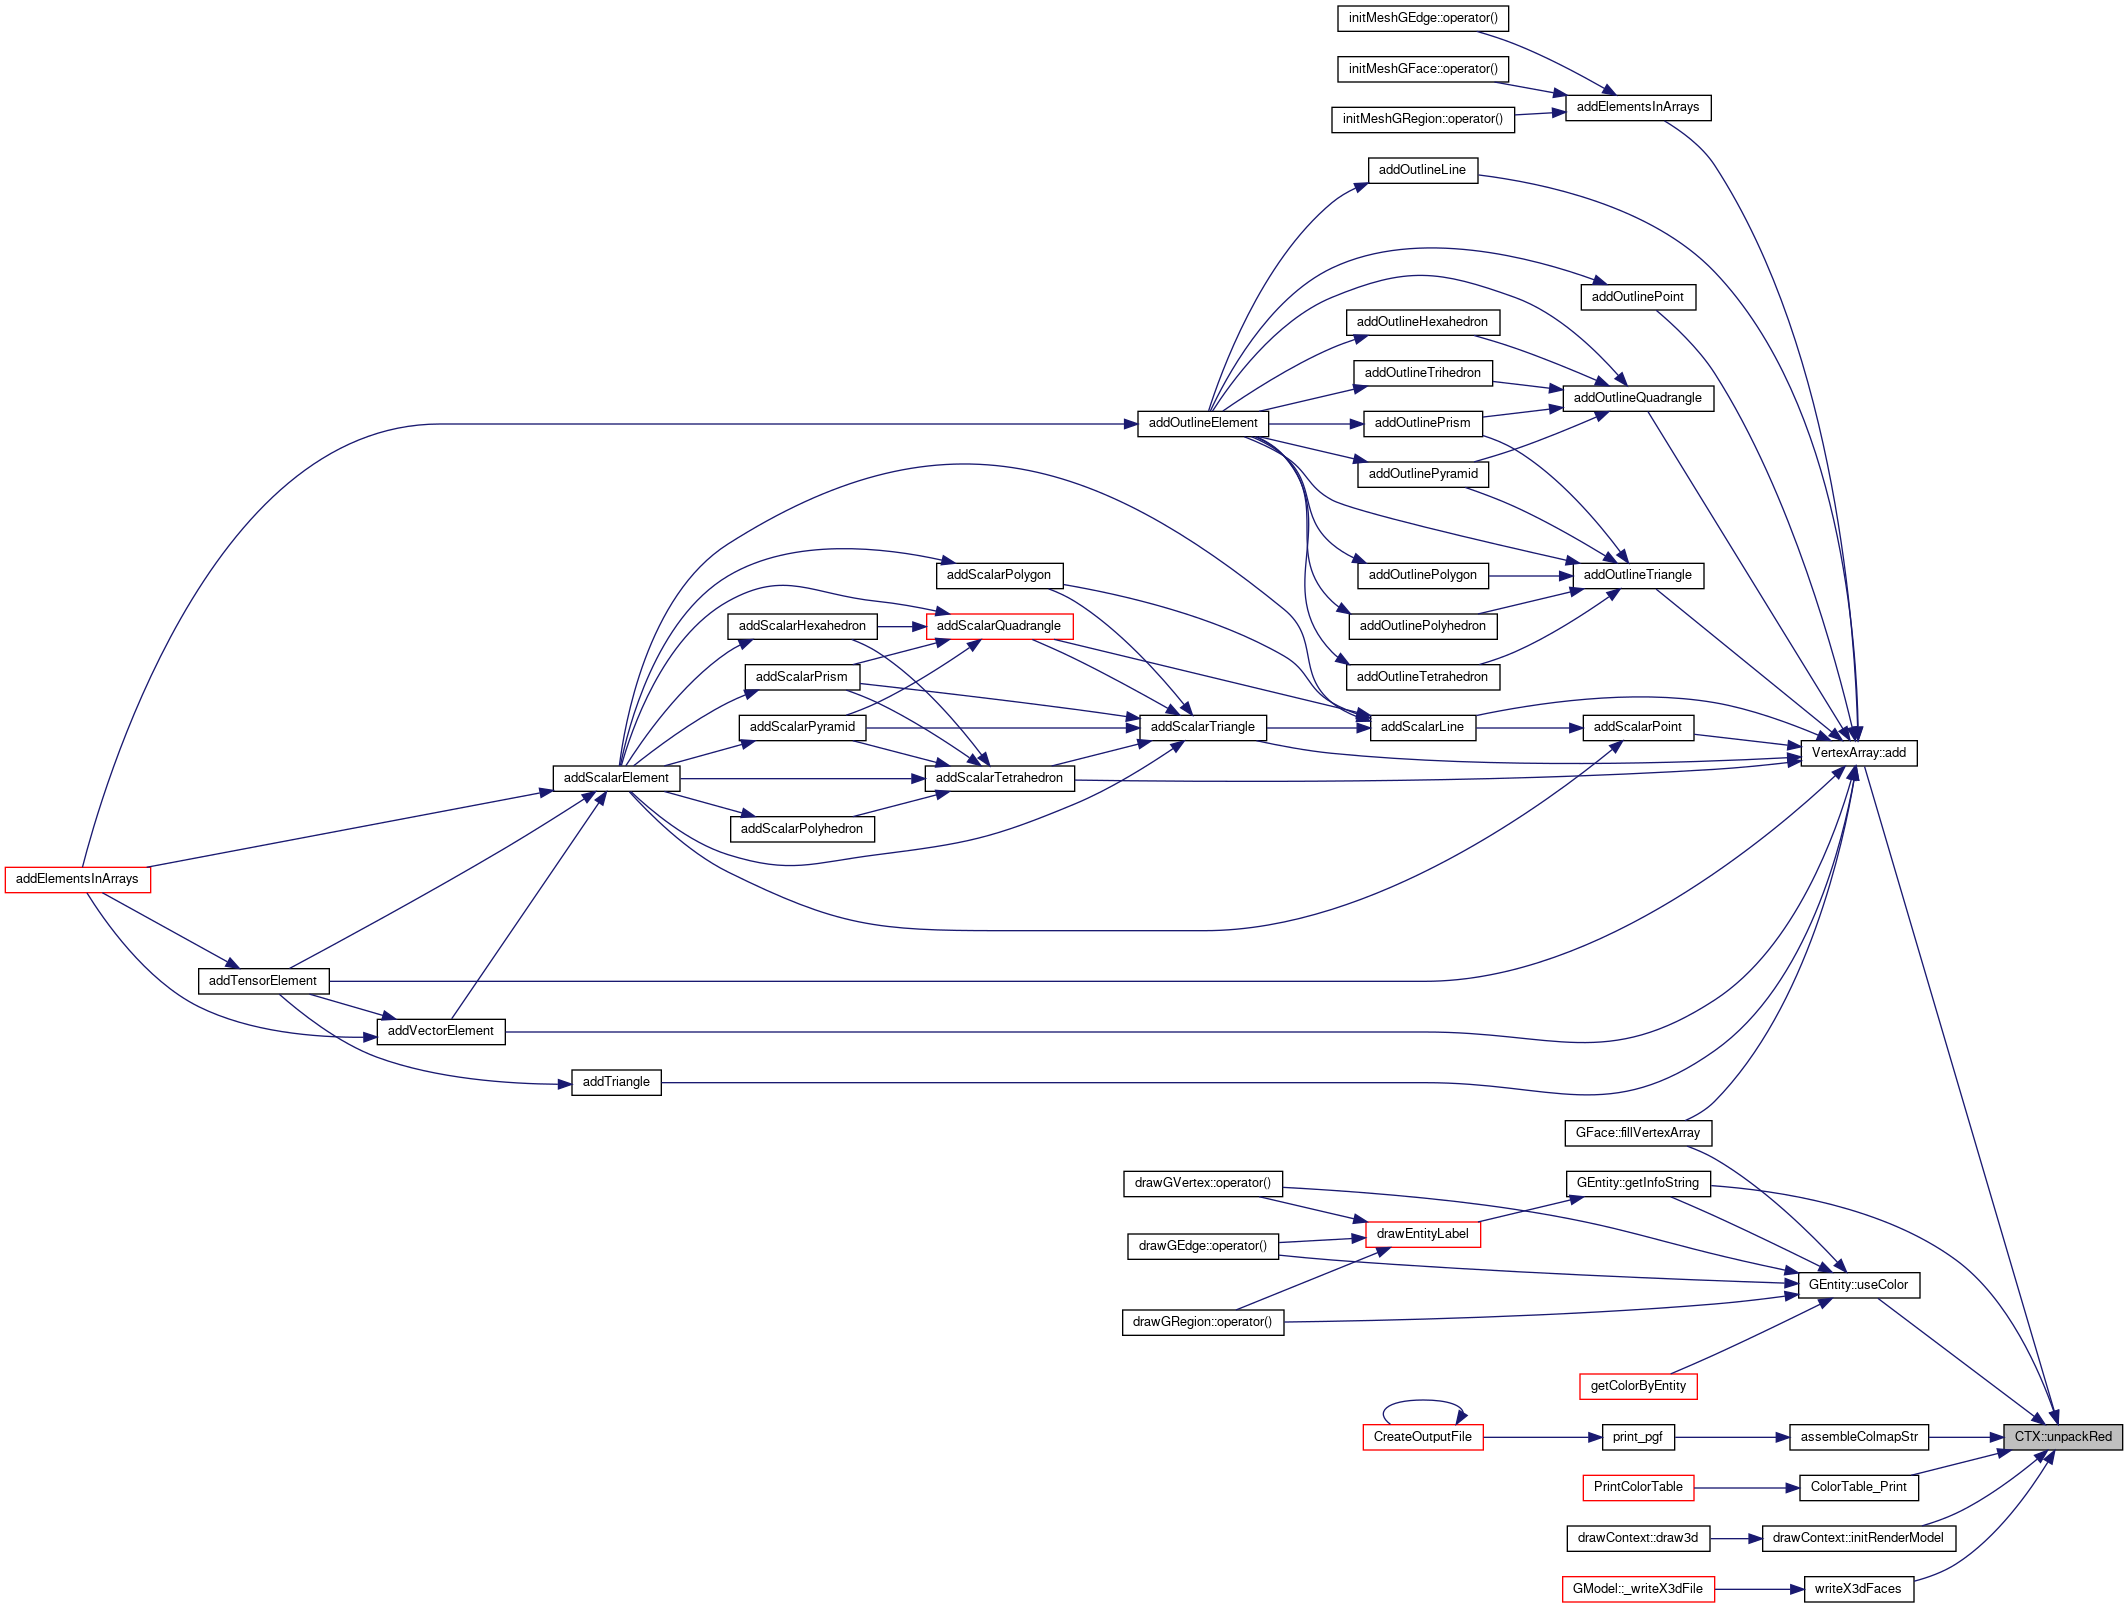 initMeshGEdge::operator()
initMeshGFace::operator()
addElementsInArrays
initMeshGRegion::operator()
addOutlineLine
addOutlinePoint
addOutlineHexahedron
addOutlineTrihedron
addOutlineQuadrangle
addOutlineElement
addOutlinePrism
addOutlinePyramid
addScalarPolygon
addOutlinePolygon
addOutlineTriangle
addScalarHexahedron
addScalarQuadrangle
addOutlinePolyhedron
addScalarPrism
addOutlineTetrahedron
addScalarPyramid
addScalarTriangle
addScalarLine
addScalarPoint
VertexArray::add
addScalarElement
addScalarTetrahedron
addScalarPolyhedron
addElementsInArrays
addTensorElement
addVectorElement
addTriangle
GFace::fillVertexArray
drawGVertex::operator()
GEntity::getInfoString
drawEntityLabel
drawGEdge::operator()
GEntity::useColor
drawGRegion::operator()
getColorByEntity
CreateOutputFile
print_pgf
assembleColmapStr
CTX::unpackRed
PrintColorTable
ColorTable_Print
drawContext::draw3d
drawContext::initRenderModel
GModel::_writeX3dFile
writeX3dFaces